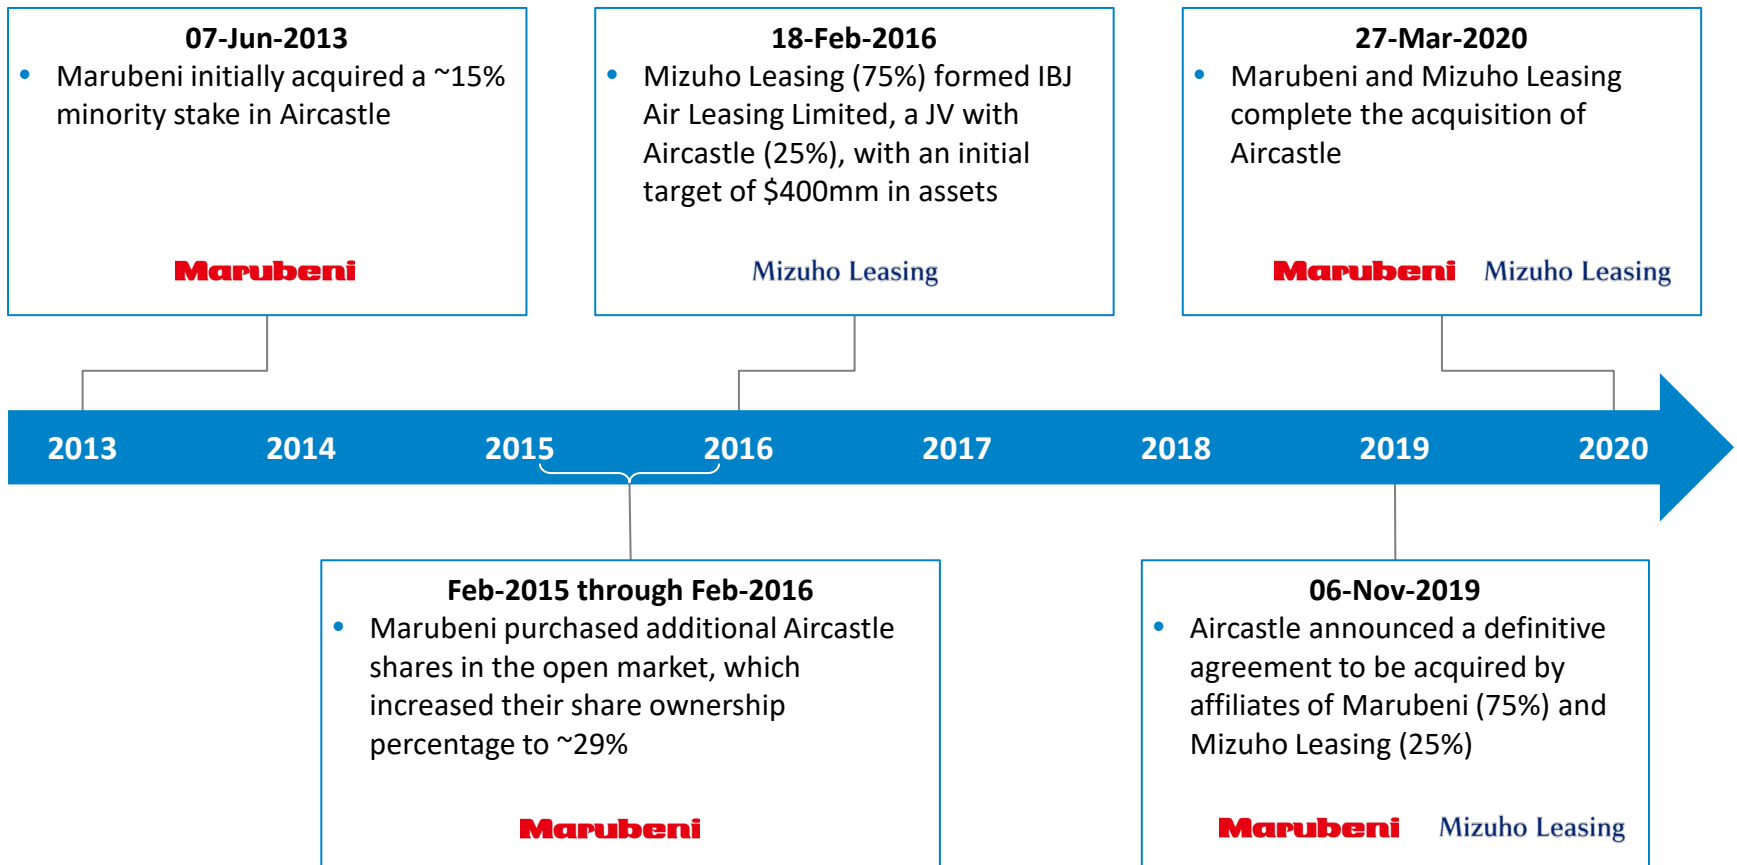 07-Jun-2013
• Marubeni initially acquired a ~15%
minority stake in Aircastle
Marubeni
18-Feb-2016
• Mizuho Leasing (75%) formed IBJ
Air Leasing Limited, a JV with
Aircastle (25%), with an initial
target of $400mm in assets
Mizuho Leasing
27-Mar-2020
• Marubeni and Mizuho Leasing
complete the acquisition of
Aircastle
Marubeni Mizuho Leasing
2013 2014 2015 2016 2017 2018 2019 2020
Feb-2015 through Feb-2016
• Marubeni purchased additional Aircastle
shares in the open market, which
increased their share ownership
percentage to ~29%
Marubeni
06-Nov-2019
• Aircastle announced a definitive
agreement to be acquired by
affiliates of Marubeni (75%) and
Mizuho Leasing (25%)
Marubeni Mizuho Leasing